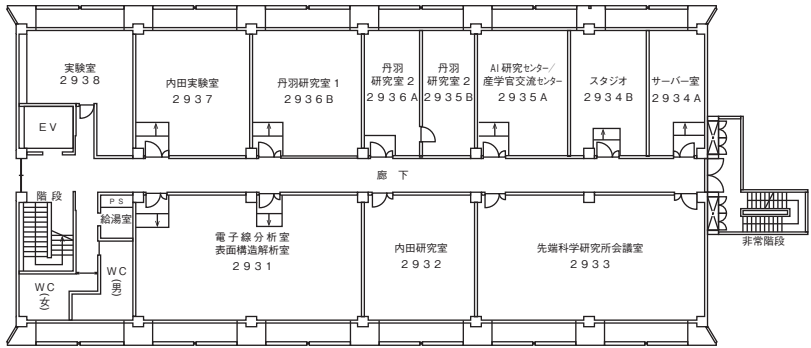 実験室
2938
内田実験室
2937
丹羽研究室1
2936B
丹羽
研究室2
2936A
丹羽
研究室2
2935B
AI研究センター/
産学官交流センター
2935A
スタジオ
2934B
サーバー室
2934A
EV
廊下
階段
PS
給湯室
電子線分析室
表面構造解析室
2931
内田研究室
2932
先端科学研究所会議室
2933
非常階段
WC
(男)
WC
(女)